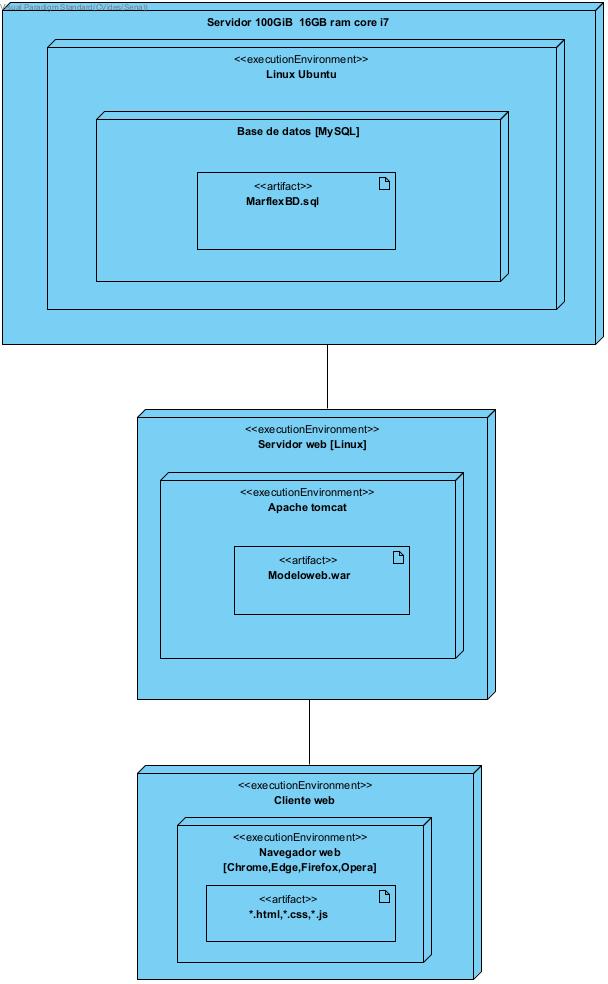 Visual Paradigm Standard(CVides(Sena))
Servidor 100GiB 16GB ram core i7
<<executionEnvironment>>
Linux Ubuntu
Base de datos [MySQL]
<<artifact>>
MarflexBD.sql
<<executionEnvironment>>
Servidor web [Linux]
<<executionEnvironment>>
Apache tomcat
<<artifact>>
Modeloweb.war
<<executionEnvironment>>
Cliente web
<<executionEnvironment>>
Navegador web
[Chrome,Edge,Firefox,Opera]
<<artifact>>
*.html,*.css,*.js